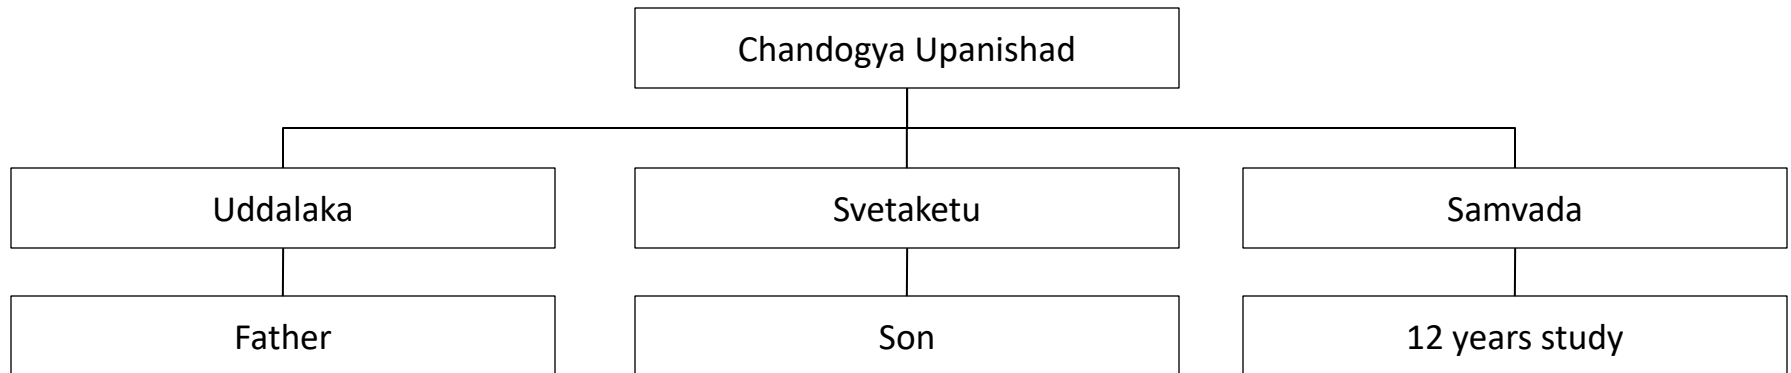 Chandogya Upanishad
Uddalaka
Svetaketu
Samvada
Father
Son
12 years study